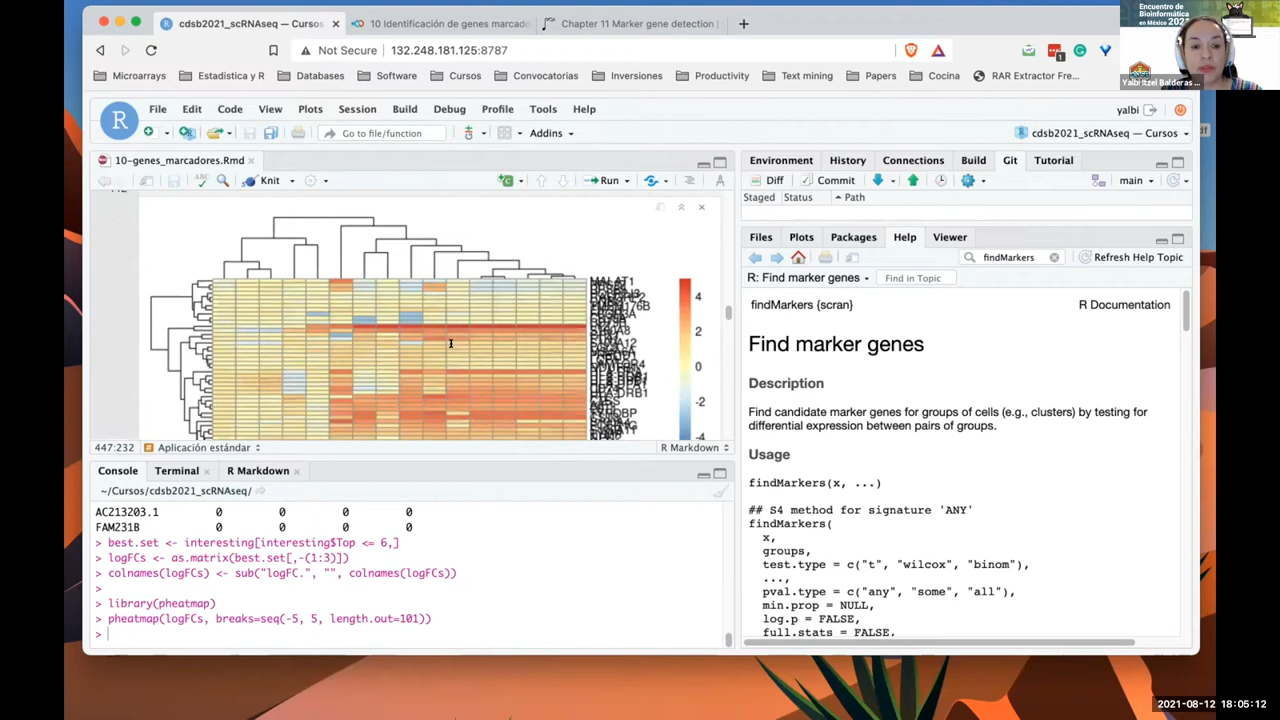 cdsb2021_scRNAseq — Cursos
10 Identificación de genes marcado
Chapter 11 Marker gene detection
Not Secure
132.248.181.125:8787
Microarrays
Estadística y R
Databases
Software
Cursos
Convocatorias
Inversiones
Productivity
Text mining
Papers
Cocina
RAR Extractor Fre...
Encuentro de
Bioinformática
en México 2021
Yalbi Itzel Balderas ...
R
File
Edit
Code
View
Plots
Session
Build
Debug
Profile
Tools
Help
yalbi
Go to file/function
Addins
cdsb2021_scRNAseq — Cursos
10-genes_marcadores.Rmd
Knit
Run
MALAT1
4
2
0
-2
-4
447:232
Aplicación estándar
R Markdown
Console
Terminal
R Markdown
~/Cursos/cdsb2021_scRNAseq/
AC213203.1 0 0 0 0
FAM231B 0 0 0 0
> best.set <- interesting[interesting$Top <= 6,]
> logFCs <- as.matrix(best.set[,-(1:3)])
> colnames(logFCs) <- sub("logFC.", "", colnames(logFCs))
>
> library(pheatmap)
> pheatmap(logFCs, breaks=seq(-5, 5, length.out=101))
>
Environment
History
Connections
Build
Git
Tutorial
Diff
Commit
main
Staged
Status
Path
Files
Plots
Packages
Help
Viewer
findMarkers
Refresh Help Topic
R: Find marker genes
Find in Topic
findMarkers {scran}
R Documentation
Find marker genes
Description
Find candidate marker genes for groups of cells (e.g., clusters) by testing for
differential expression between pairs of groups.
Usage
findMarkers(x, ...)
## S4 method for signature 'ANY'
findMarkers(
x,
groups,
test.type = c("t", "wilcox", "binom"),
...,
pval.type = c("any", "some", "all"),
min.prop = NULL,
log.p = FALSE,
full.stats = FALSE,
2021-08-12 18:05:12